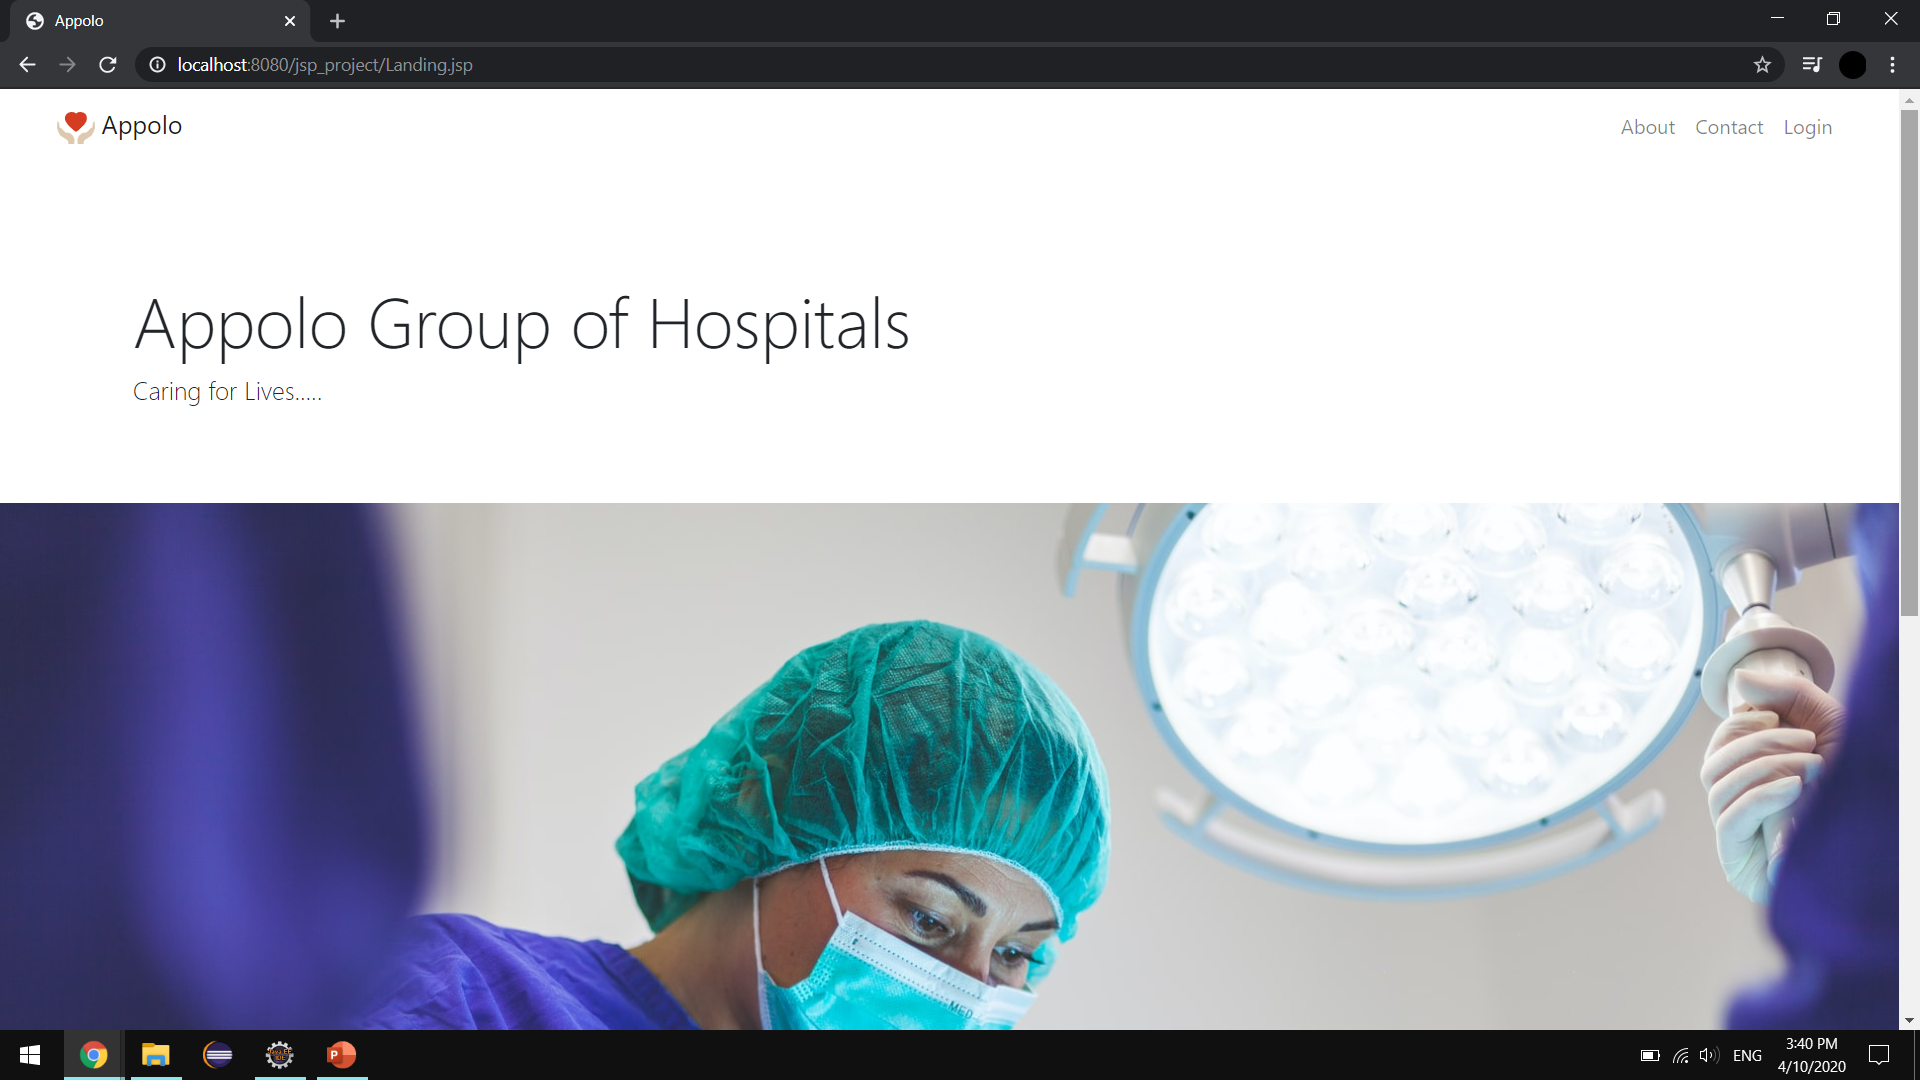 Appolo
localhost:8080/jsp_project/Landing.jsp
Appolo
About Contact Login
Appolo Group of Hospitals
Caring for Lives.....
MED
ENG
3:40 PM
4/10/2020